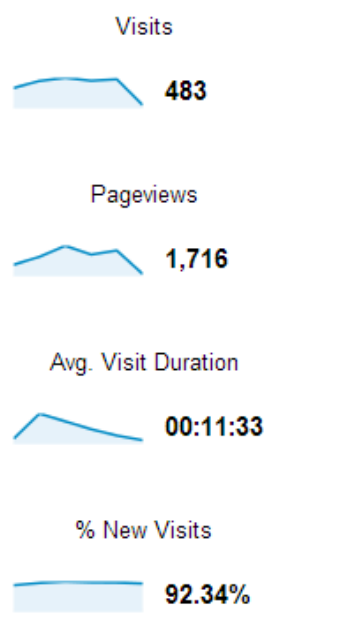 Visits
483
Pageviews
1,716
Avg. Visit Duration
00:11:33
% New Visits
92.34%